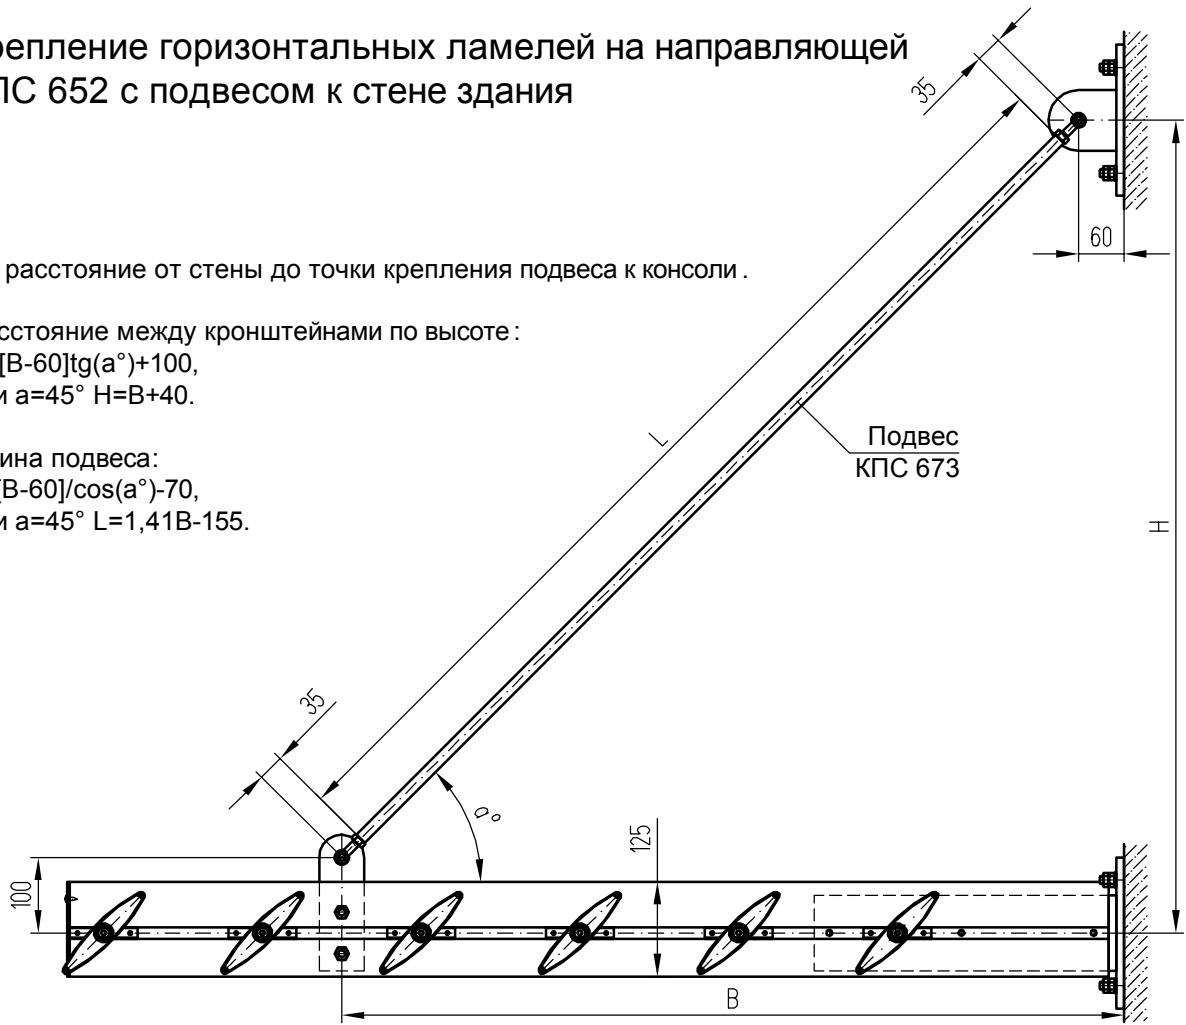 репление горизонтальных ламелей на направляющей
ПС 652 с подвесом к стене здания
расстояние от стены до точки крепления подвеса к консоли.
сстояние между кронштейнами по высоте:
[В-60]tg(a°)+100,
и a=45° H=B+40.
ина подвеса:
[В-60]/cos(a°)-70,
и a=45° L=1,41B-155.
35
60
L
Подвес
КПС 673
H
35
a°
125
100
B